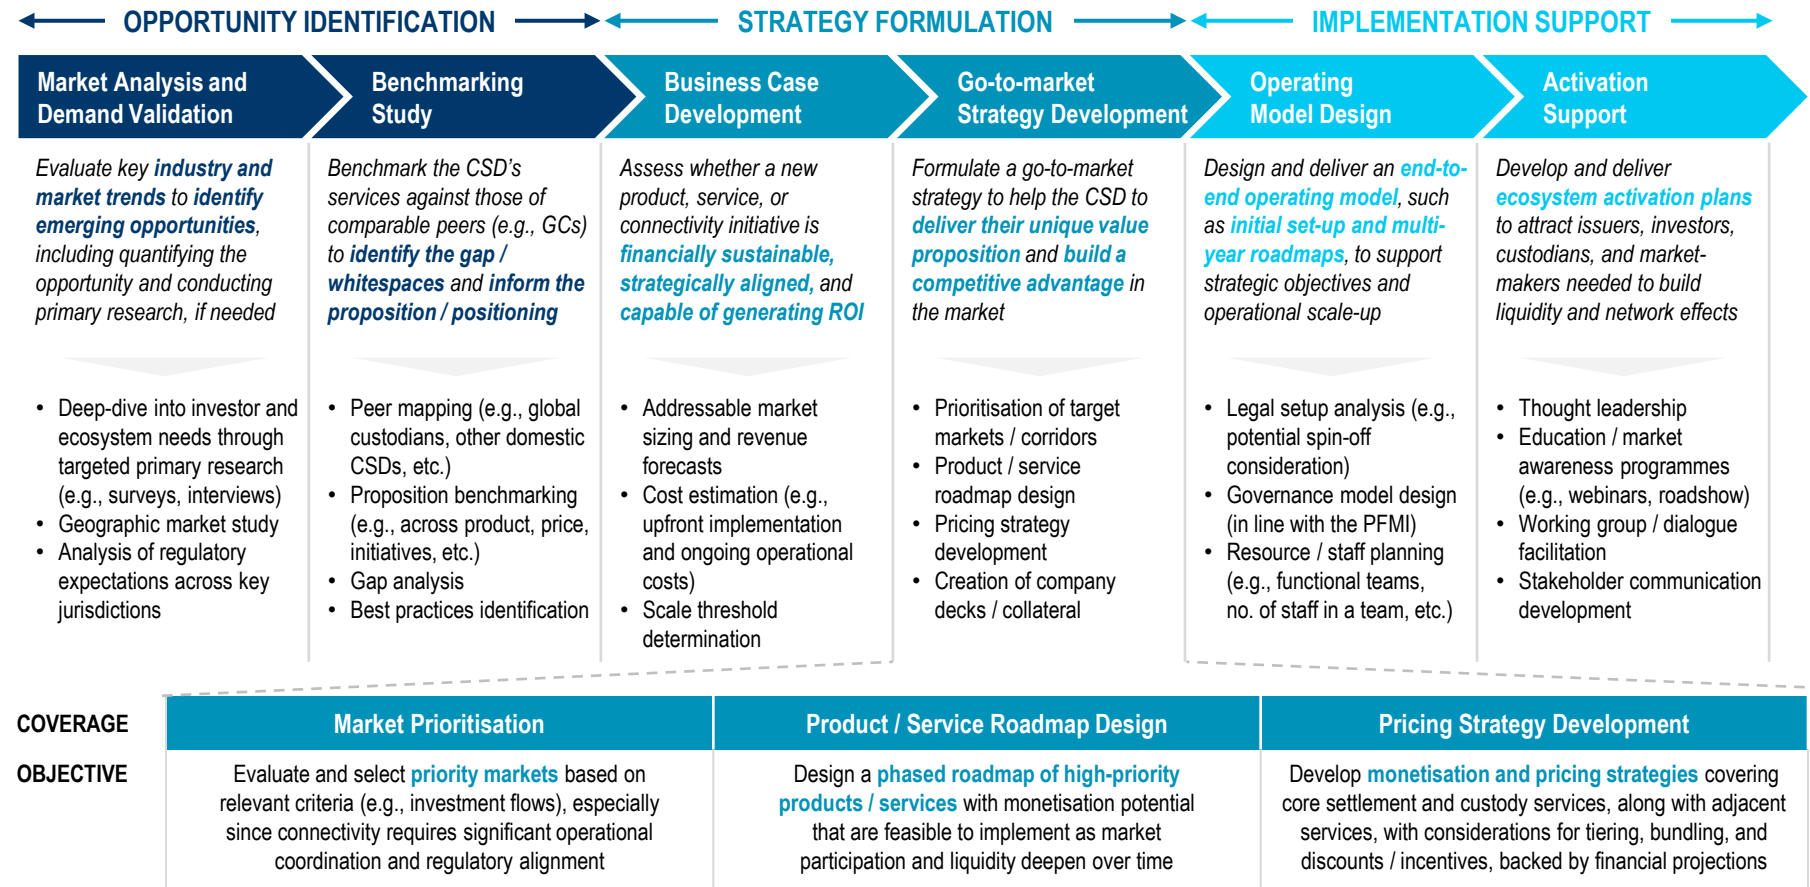 OPPORTUNITY IDENTIFICATION
STRATEGY FORMULATION
IMPLEMENTATION SUPPORT
Market Analysis and
Demand Validation
Benchmarking
Study
Business Case
Development
Go-to-market
Strategy Development
Operating
Model Design
Activation
Support
Evaluate key industry and
market trends to identify
emerging opportunities,
including quantifying the
opportunity and conducting
primary research, if needed
Benchmark the CSD's
services against those of
comparable peers (e.g., GCs)
to identify the gap /
whitespaces and inform the
proposition / positioning
Assess whether a new
product, service, or
connectivity initiative is
financially sustainable,
strategically aligned, and
capable of generating ROI
Formulate a go-to-market
strategy to help the CSD to
deliver their unique value
proposition and build a
competitive advantage in
the market
Design and deliver an end-to-
end operating model, such
as initial set-up and multi-
year roadmaps, to support
strategic objectives and
operational scale-up
Develop and deliver
ecosystem activation plans
to attract issuers, investors,
custodians, and market-
makers needed to build
liquidity and network effects
• Deep-dive into investor and
ecosystem needs through
targeted primary research
(e.g., surveys, interviews)
• Geographic market study
• Analysis of regulatory
expectations across key
jurisdictions
• Peer mapping (e.g., global
custodians, other domestic
CSDs, etc.)
• Proposition benchmarking
(e.g., across product, price,
initiatives, etc.)
• Gap analysis
• Best practices identification
• Addressable market
sizing and revenue
forecasts
• Cost estimation (e.g.,
upfront implementation
and ongoing operational
costs)
• Scale threshold
determination
• Prioritisation of target
markets / corridors
• Product / service
roadmap design
• Pricing strategy
development
• Creation of company
decks / collateral
• Legal setup analysis (e.g.,
potential spin-off
consideration)
• Governance model design
(in line with the PFMI)
• Resource / staff planning
(e.g., functional teams,
no. of staff in a team, etc.)
• Thought leadership
• Education / market
awareness programmes
(e.g., webinars, roadshow)
• Working group / dialogue
facilitation
• Stakeholder communication
development
COVERAGE
Market Prioritisation
Product / Service Roadmap Design
Pricing Strategy Development
OBJECTIVE
Evaluate and select priority markets based on
relevant criteria (e.g., investment flows), especially
since connectivity requires significant operational
coordination and regulatory alignment
Design a phased roadmap of high-priority
products / services with monetisation potential
that are feasible to implement as market
participation and liquidity deepen over time
Develop monetisation and pricing strategies covering
core settlement and custody services, along with adjacent
services, with considerations for tiering, bundling, and
discounts / incentives, backed by financial projections